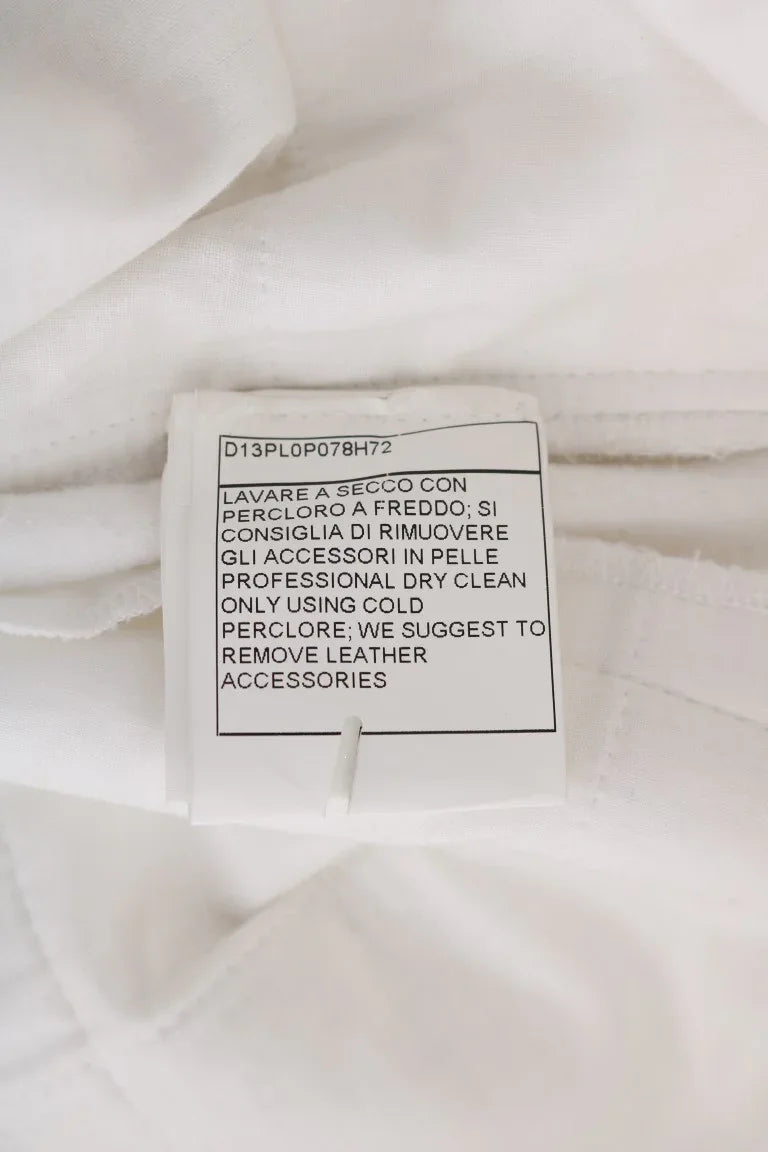 D13PL0P078H72
LAVARE A SECCO CON
PERCLORO A FREDDO; SI
CONSIGLIA DI RIMUOVERE
GLI ACCESSORI IN PELLE
PROFESSIONAL DRY CLEAN
ONLY USING COLD
PERCLORE; WE SUGGEST TO
REMOVE LEATHER
ACCESSORIES